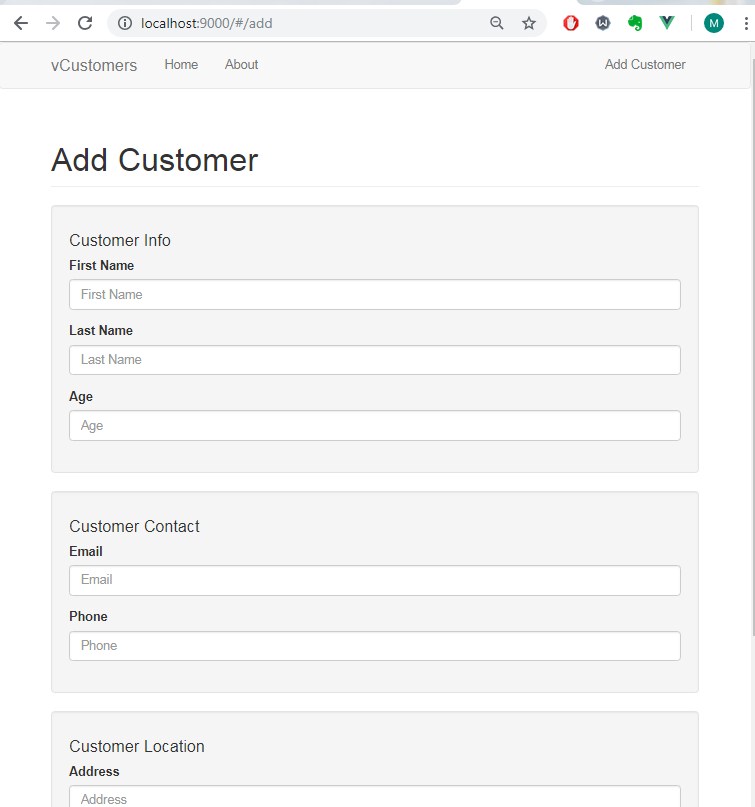 localhost:9000/#/add
M
vCustomers Home About Add Customer
Add Customer
Customer Info
First Name
First Name
Last Name
Last Name
Age
Age
Customer Contact
Email
Email
Phone
Phone
Customer Location
Address
Address